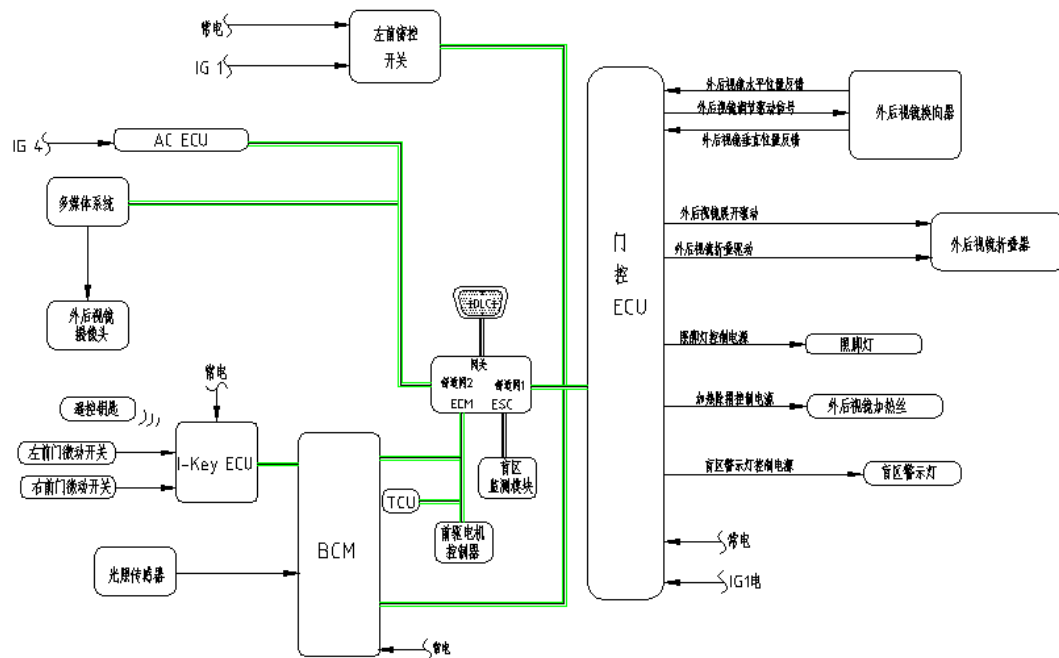 常电
IG 1
左前窗控
开关
IG 4
AC ECU
多媒体系统
外后视镜
摄像头
遥控钥匙
左前门微动开关
右前门微动开关
常电
I-Key ECU
光照传感器
BCM
常电
DLC
网关
舒适网2
舒适网1
ECM
ESC
TCU
前驱电机
控制器
盲区
监测模块
门
控
ECU
外后视镜水平位置反馈
外后视镜调节驱动信号
外后视镜垂直位置反馈
外后视镜换向器
外后视镜展开驱动
外后视镜折叠驱动
外后视镜折叠器
照脚灯控制电源
照脚灯
加热除霜控制电源
外后视镜加热丝
盲区警示灯控制电源
盲区警示灯
常电
IG1电